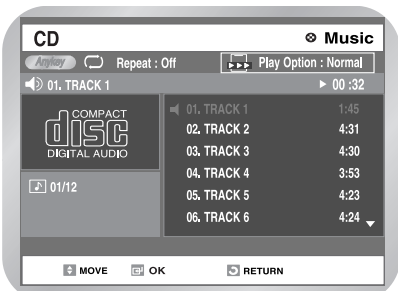 CD
Music
Anykey
Repeat : Off
Play Option : Normal
01. TRACK 1
00 :32
COMPACT
disc
DIGITAL AUDIO
01/12
01. TRACK 1 1:45
02. TRACK 2 4:31
03. TRACK 3 4:30
04. TRACK 4 3:53
05. TRACK 5 4:23
06. TRACK 6 4:24
MOVE OK RETURN